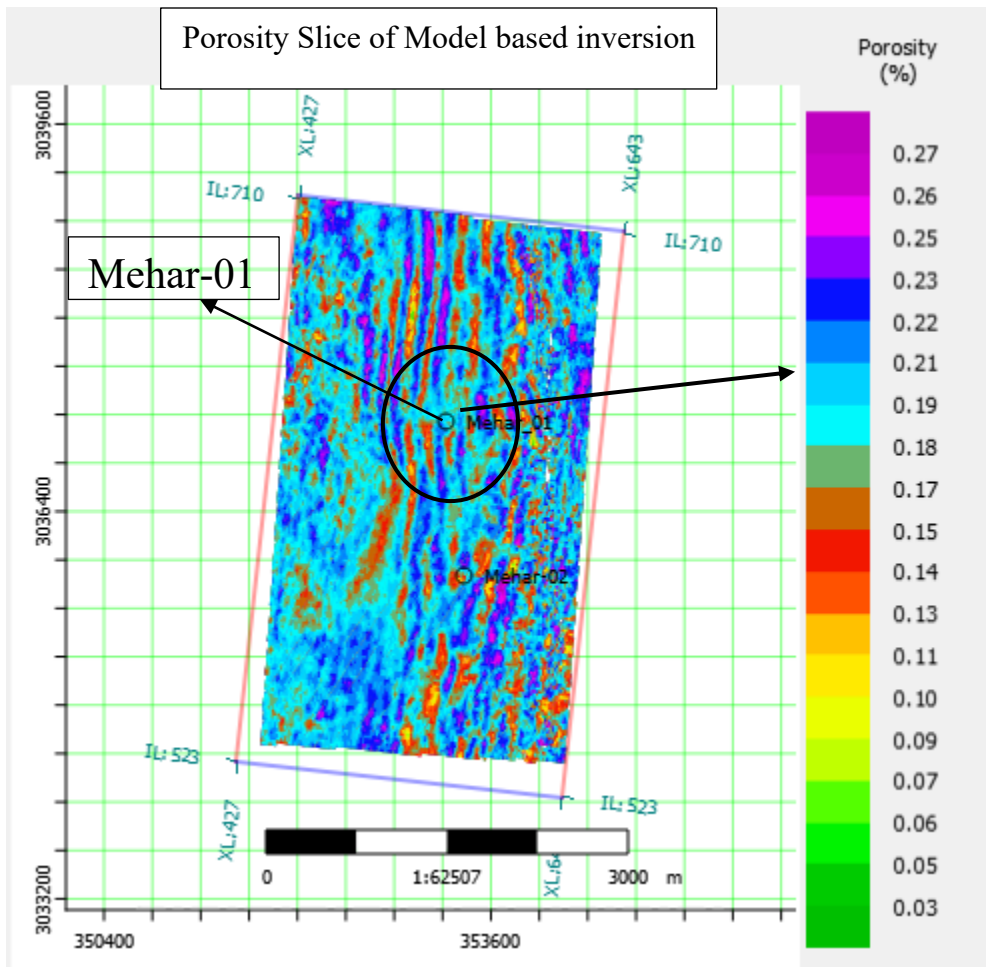 Porosity Slice of Model based inversion
Porosity
(%)
3039600
XL:427
XL:643
IL:710
IL:710
Mehar-01
Mehar_01
3036400
Mehar-02
IL:523
IL:523
XL:427
XL:64
0
1:62507
3000 m
3033200
350400
353600
0.27
0.26
0.25
0.23
0.22
0.21
0.19
0.18
0.17
0.15
0.14
0.13
0.11
0.10
0.09
0.07
0.06
0.05
0.03